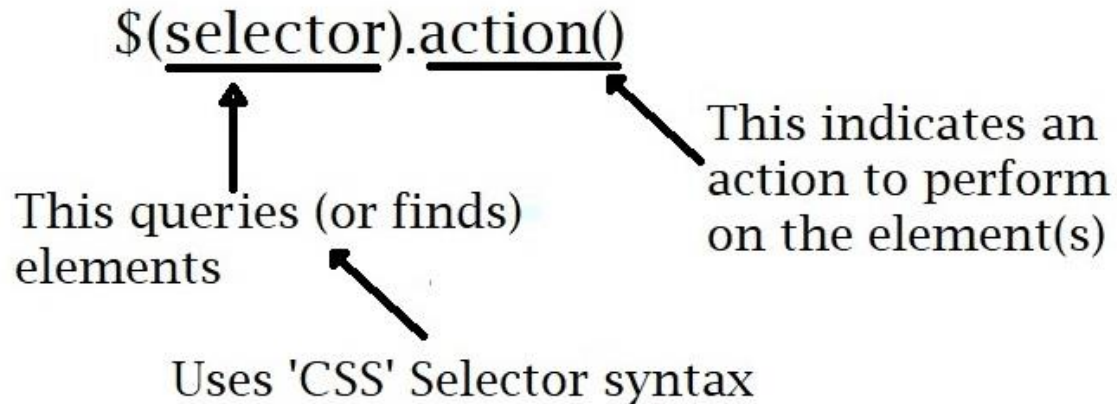 $(selector).action()
This indicates an
action to perform
on the element(s)
This queries (or finds)
elements
Uses 'CSS' Selector syntax